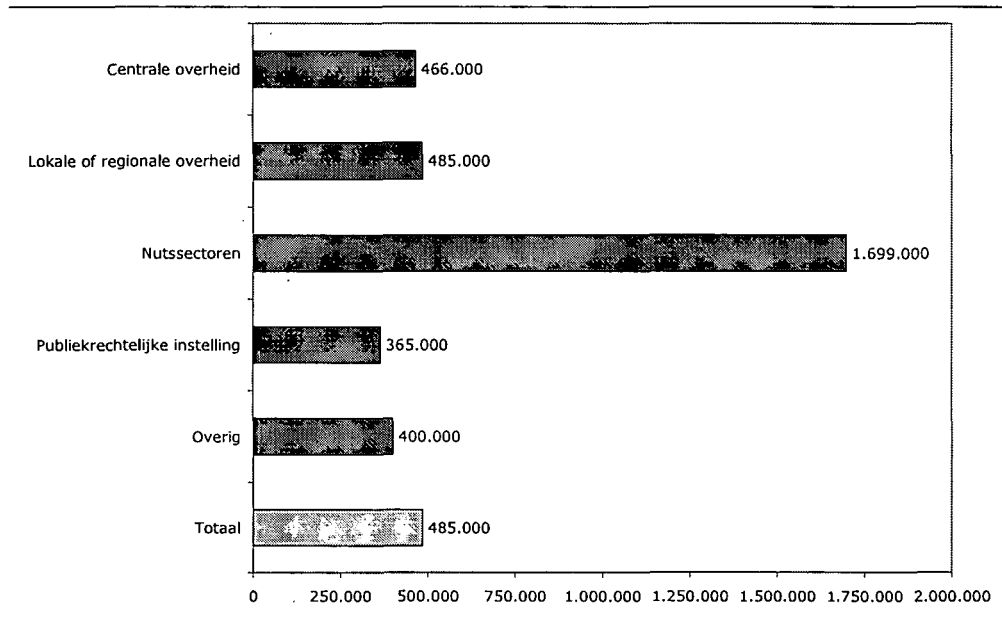 Centrale overheid 466.000
Lokale of regionale overheid 485.000
Nutssectoren 1.699.000
Publiekrechtelijke instelling 365.000
Overig 400.000
Totaal 485.000
0 250.000 500.000 750.000 1.000.000 1.250.000 1.500.000 1.750.000 2.000.000